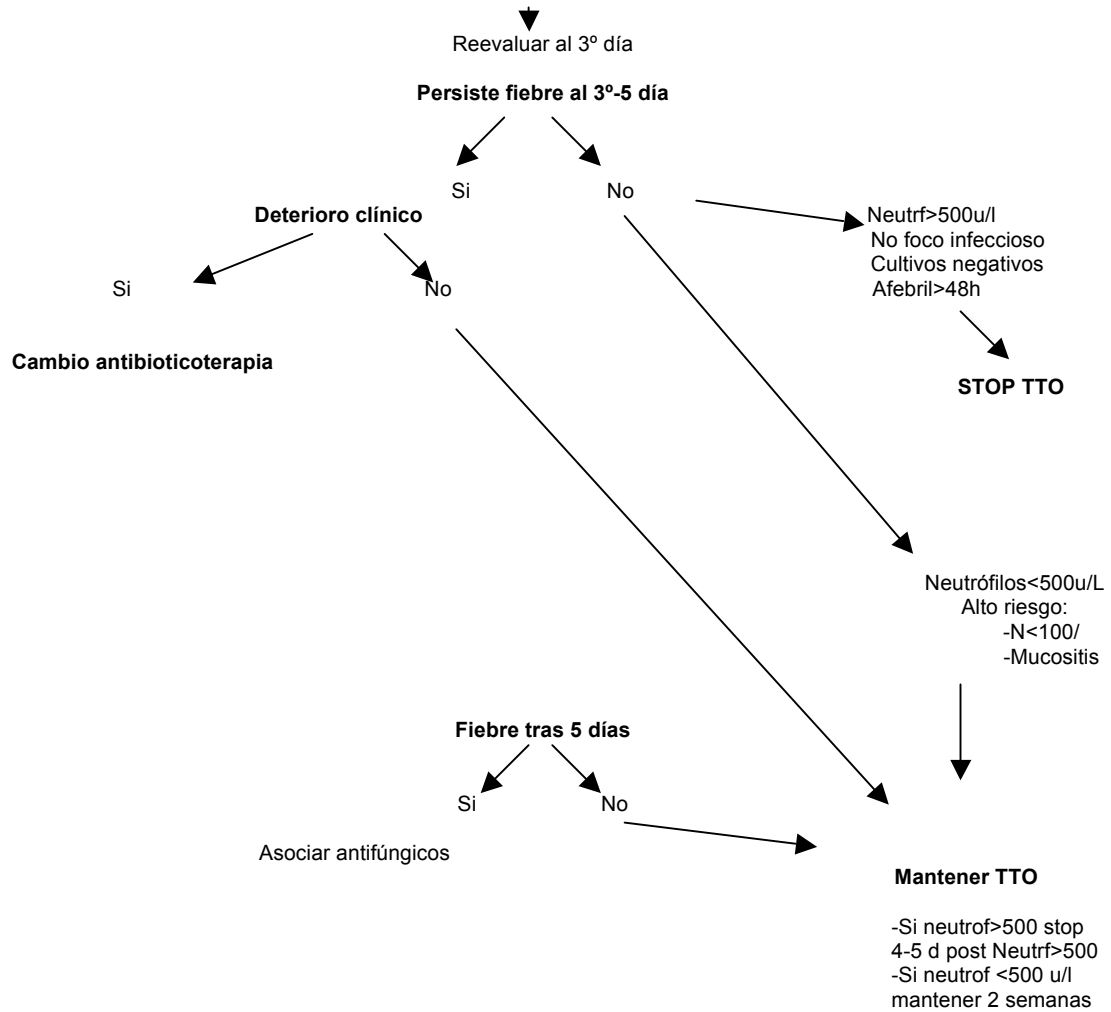 Reevaluar al 3º día
Persiste fiebre al 3º-5 día
Si
No
Deterioro clínico
Si
No
Cambio antibioticoterapia
Neutrf>500u/l
No foco infeccioso
Cultivos negativos
Afebril>48h
STOP TTO
Neutrófilos<500u/L
Alto riesgo:
-N<100/
-Mucositis
Fiebre tras 5 días
Si
No
Asociar antifúngicos
Mantener TTO
-Si neutrof>500 stop
4-5 d post Neutrf>500
-Si neutrof <500 u/l
mantener 2 semanas